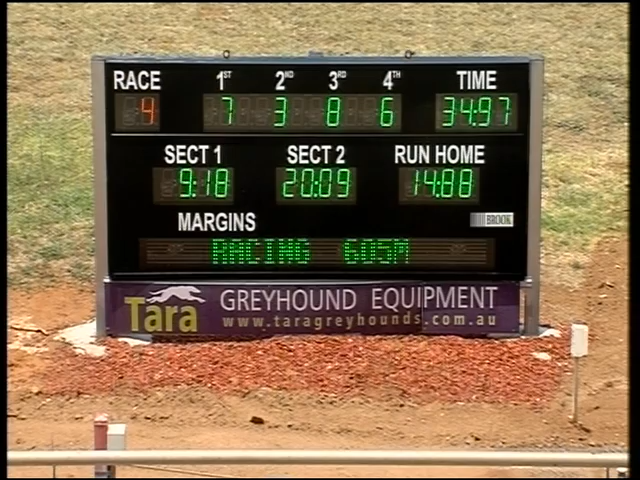 RACE 1ST 2ND 3RD 4TH TIME
4 7 3 8 6 34:97
SECT 1 SECT 2 RUN HOME
9:18 20:09 14:88
MARGINS BROOK
RACING 605M
Tara GREYHOUND EQUIPMENT
www.taragreyhounds.com.au